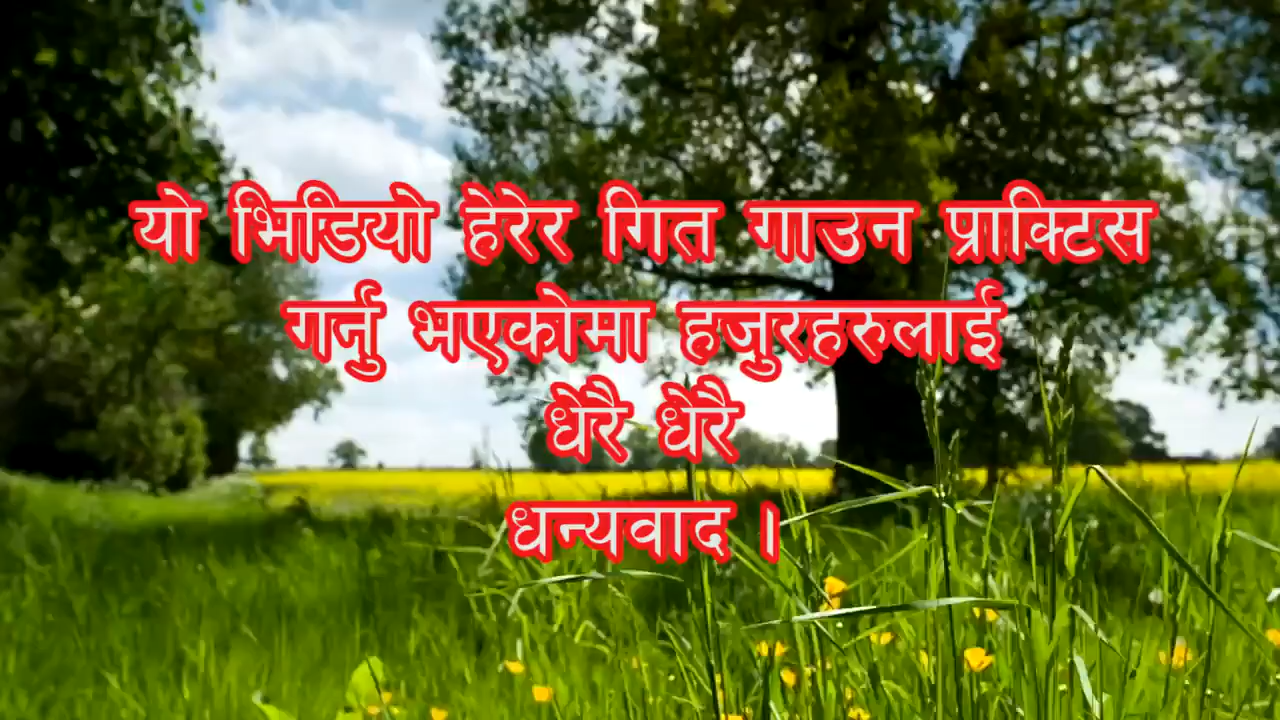 यो भिडियो हेरेर गित गाउन प्राक्टिस
गर्नु भएकोमा हजुरहरुलाई
धेरै धेरै
धन्यवाद ।